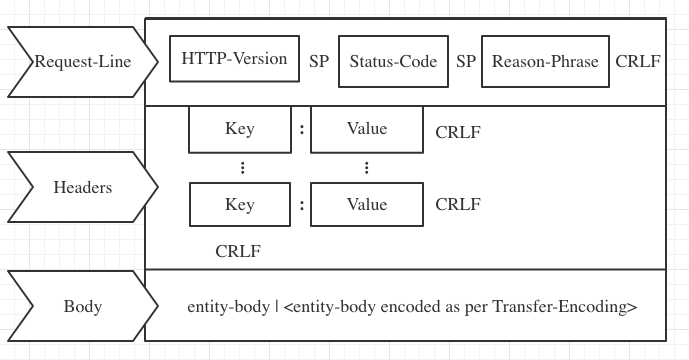 Request-Line HTTP-Version SP Status-Code SP Reason-Phrase CRLF
Key : Value CRLF
Headers
Key : Value CRLF
CRLF
Body entity-body | <entity-body encoded as per Transfer-Encoding>